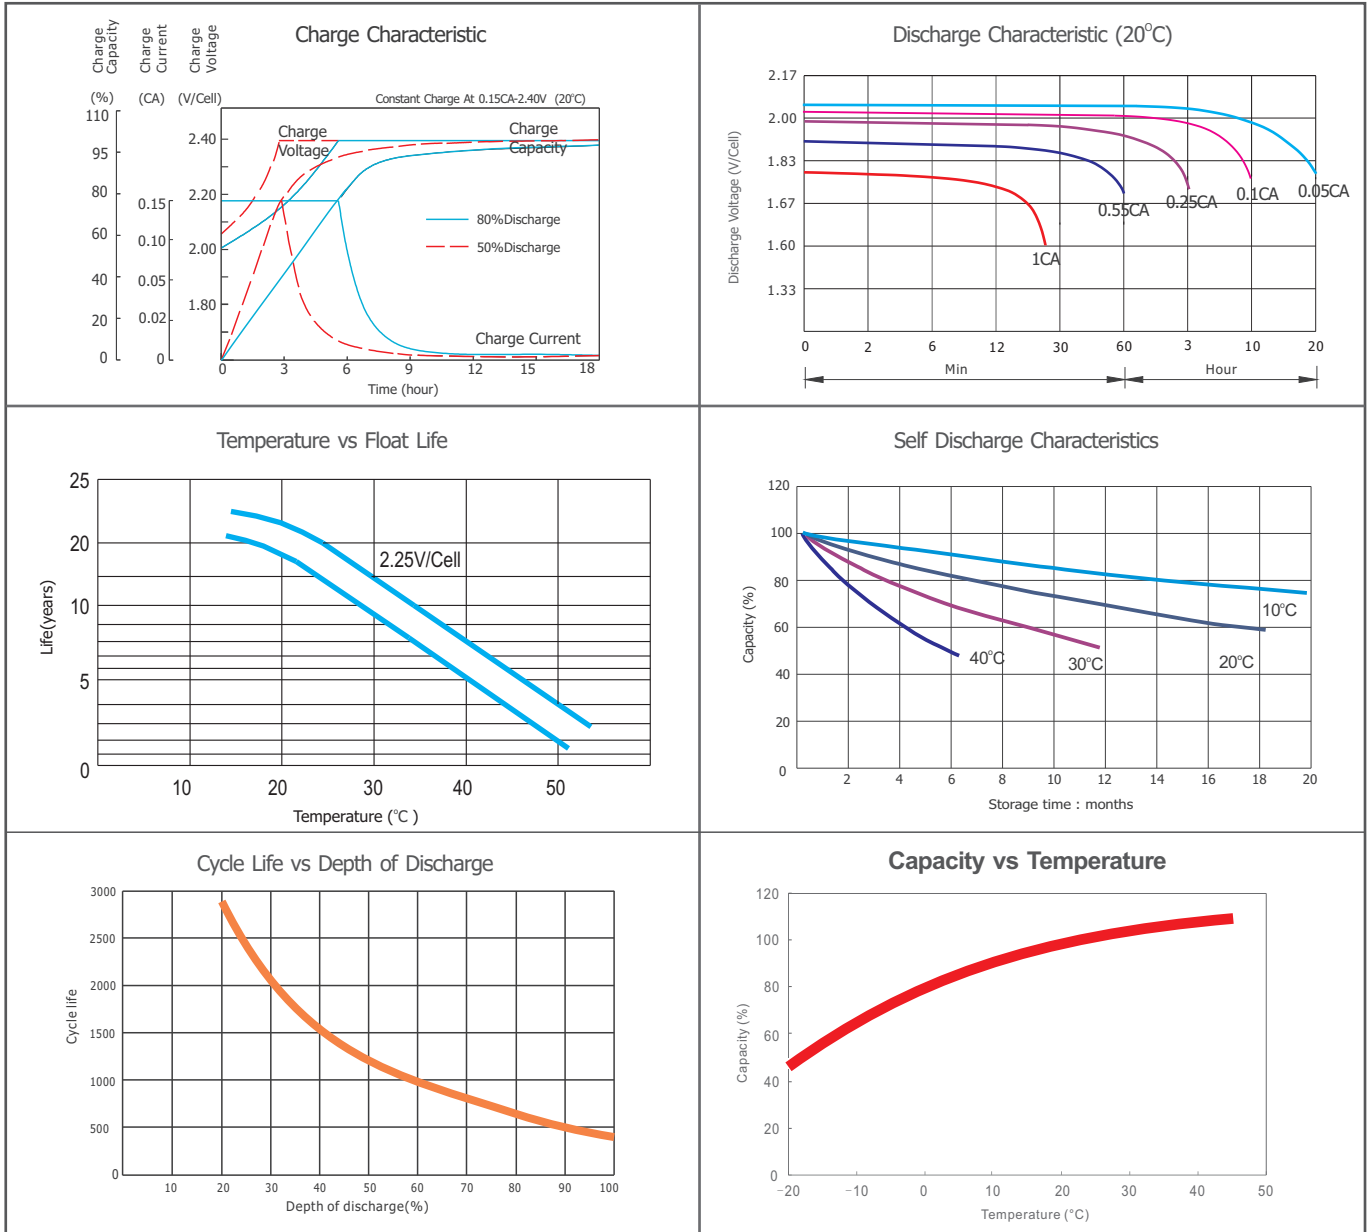 Charge Characteristic
Charge
Capacity
Charge
Current
Charge
Voltage
(%)
(CA)
(V/Cell)
Constant Charge At 0.15CA-2.40V (20°C)
110
95
80
60
40
20
0
0.15
0.10
0.05
0.02
0
2.40
2.20
2.00
1.80
Charge
Voltage
Charge
Capacity
80%Discharge
50%Discharge
Charge Current
0 3 6 9 12 15 18
Time (hour)
Discharge Characteristic (20°C)
Discharge Voltage (V/Cell)
2.17
2.00
1.83
1.67
1.60
1.33
1CA
0.55CA
0.25CA
0.1CA
0.05CA
0 2 6 12 30 60 3 10 20
Min
Hour
Temperature vs Float Life
Life(years)
25
20
10
5
0
2.25V/Cell
10 20 30 40 50
Temperature (°C )
Self Discharge Characteristics
Capacity (%)
120
100
80
60
40
20
0
10°C
20°C
30°C
40°C
2 4 6 8 10 12 14 16 18 20
Storage time : months
Cycle Life vs Depth of Discharge
Cycle life
3000
2500
2000
1500
1000
500
0
10 20 30 40 50 60 70 80 90 100
Depth of discharge(%)
Capacity vs Temperature
Capacity (%)
120
100
80
60
40
20
0
−20 −10 0 10 20 30 40 50
Temperature (°C)